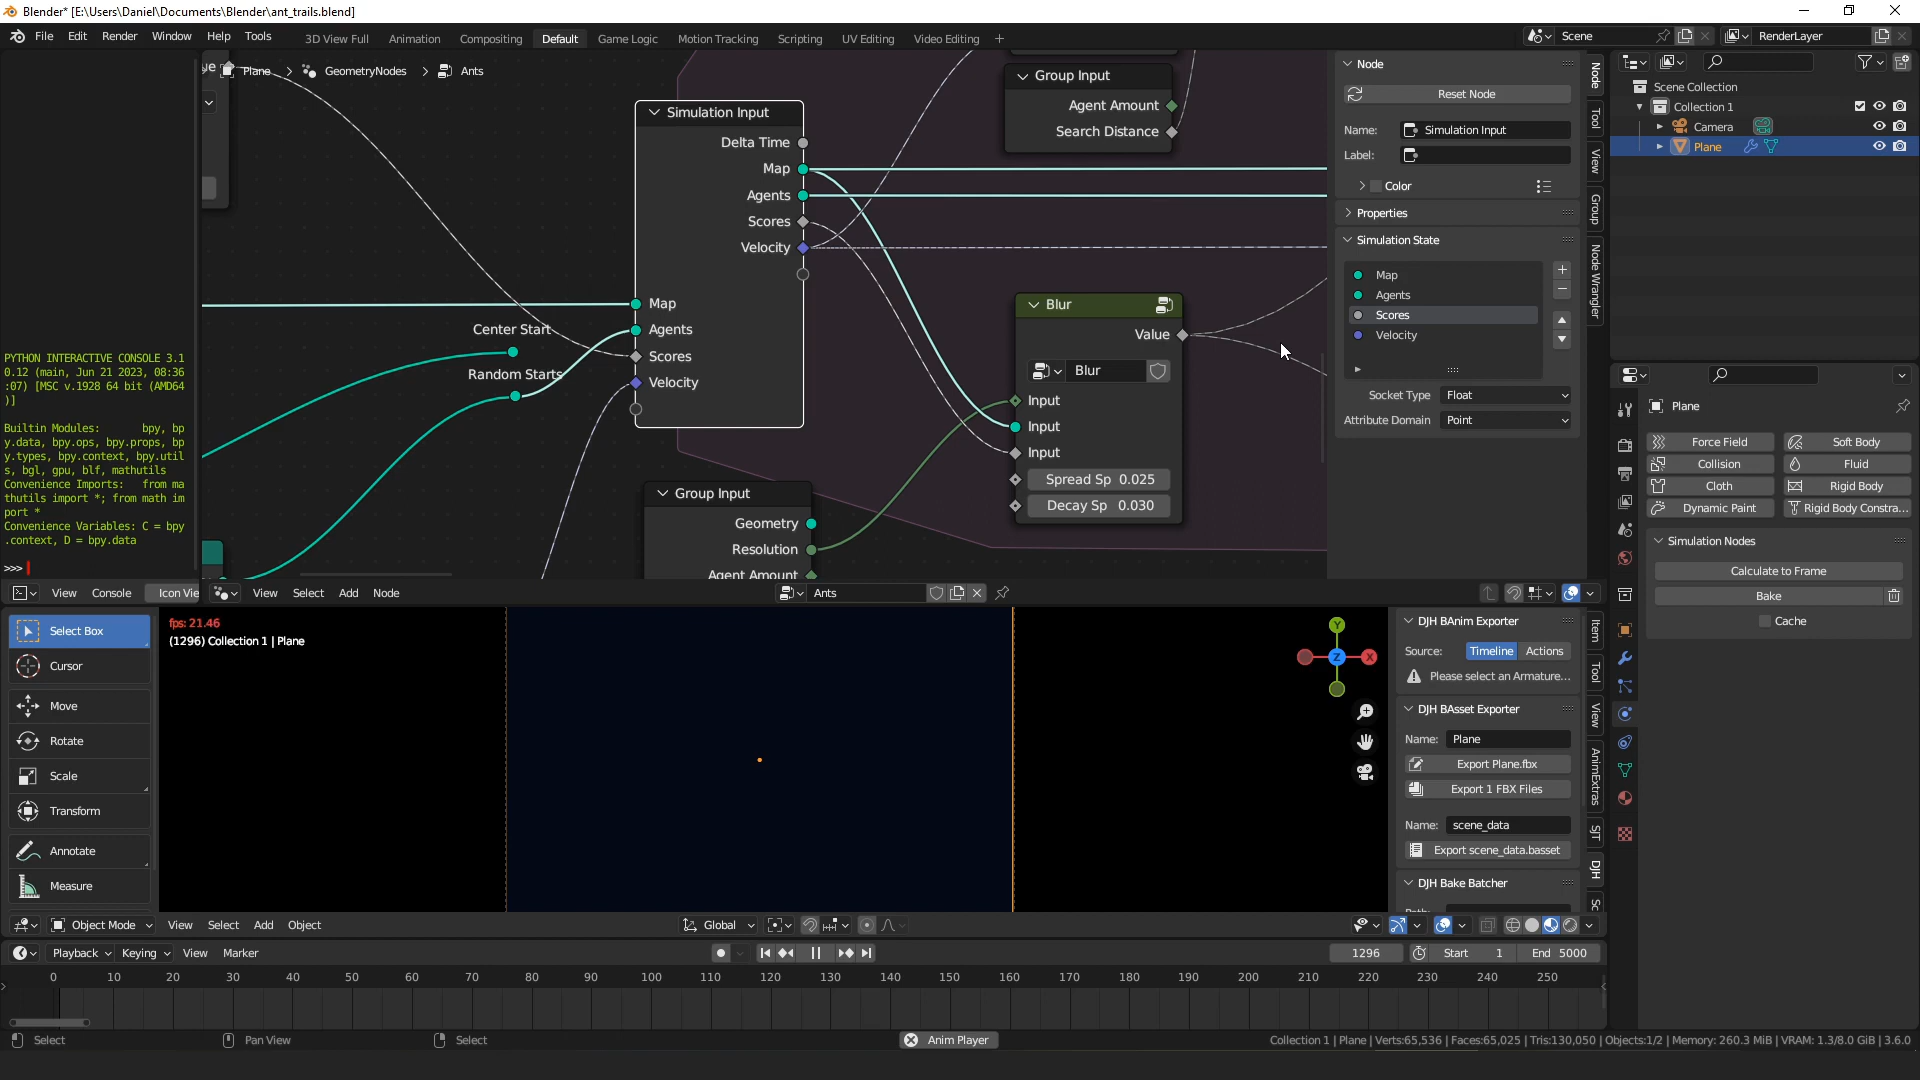 Blender* [E:\Users\Daniel\Documents\Blender\ant_trails.blend]
File Edit Render Window Help Tools
3D View Full Animation Compositing Default Game Logic Motion Tracking Scripting UV Editing Video Editing +
Scene
RenderLayer
Plane > GeometryNodes > Ants
Simulation Input
Delta Time
Map
Agents
Scores
Velocity
Map
Agents
Scores
Velocity
Center Start
Random Starts
Group Input
Agent Amount
Search Distance
Blur
Value
Blur
Input
Input
Input
Spread Sp 0.025
Decay Sp 0.030
Group Input
Geometry
Resolution
Agent Amount
Node
Reset Node
Name: Simulation Input
Label:
Color
Properties
Simulation State
Map
Agents
Scores
Velocity
Socket Type Float
Attribute Domain Point
Node
Tool
View
Group
Node Wrangler
Scene Collection
Collection 1
Camera
Plane
PYTHON INTERACTIVE CONSOLE 3.1
0.12 (main, Jun 21 2023, 08:36
:07) [MSC v.1928 64 bit (AMD64
)]
Builtin Modules: bpy, bp
y.data, bpy.ops, bpy.props, bp
y.types, bpy.context, bpy.util
s, bgl, gpu, blf, mathutils
Convenience Imports: from ma
thutils import *; from math im
port *
Convenience Variables: C = bpy
.context, D = bpy.data
>>>
View Console Icon Vie
View Select Add Node
Ants
Plane
Force Field Soft Body
Collision Fluid
Cloth Rigid Body
Dynamic Paint Rigid Body Constra...
Simulation Nodes
Calculate to Frame
Bake
Cache
Select Box
Cursor
Move
Rotate
Scale
Transform
Annotate
Measure
fps: 21.46
(1296) Collection 1 | Plane
Y
Z
X
DJH BAnim Exporter
Source: Timeline Actions
Please select an Armature...
DJH BAsset Exporter
Name: Plane
Export Plane.fbx
Export 1 FBX Files
Name: scene_data
Export scene_data.basset
DJH Bake Batcher
Item
Tool
View
AnimExtras
SJT
DJH
Sc
Object Mode View Select Add Object
Global
Playback Keying View Marker
1296 Start 1 End 5000
0 10 20 30 40 50 60 70 80 90 100 110 120 130 140 150 160 170 180 190 200 210 220 230 240 250
Select Pan View Select
Anim Player
Collection 1 | Plane | Verts:65,536 | Faces:65,025 | Tris:130,050 | Objects:1/2 | Memory: 260.3 MiB | VRAM: 1.3/8.0 GiB | 3.6.0